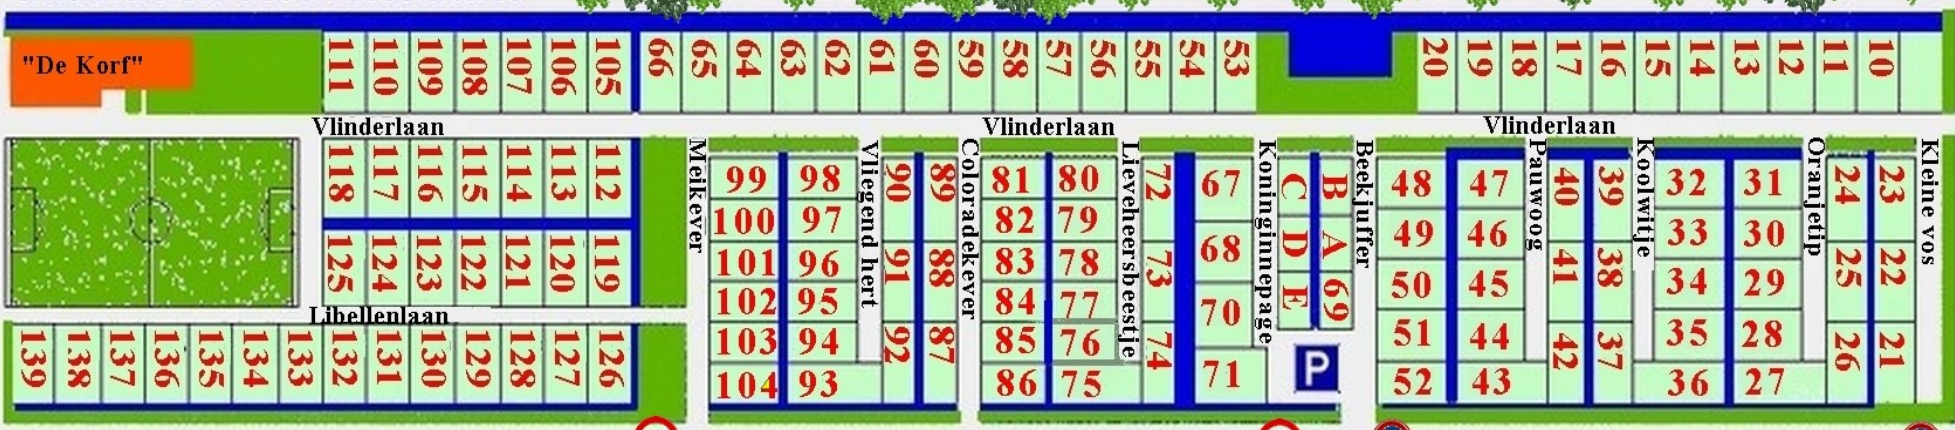 "De Korf"
111 110 109 108 107 106 105 66 65 64 63 62 61 60 59 58 57 56 55 54 53 20 19 18 17 16 15 14 13 12 11 10
Vlinderlaan Vlinderlaan Vlinderlaan
118 117 116 115 114 113 112
125 124 123 122 121 120 119
Libellenlaan
139 138 137 136 135 134 133 132 131 130 129 128 127 126
Meikever
99 98
100 97
101 96
102 95
103 94
104 93
Vliegend hert
90 89
91 88
92 87
Coloradekever
81 80
82 79
83 78
84 77
85 76
86 75
Lieveheersbeestje
72
73
74
67
68
70
71
Koninginnepage
C B
D A
E 69
P
Beekjuffer
48 47
49 46
50 45
51 44
52 43
Pauwoog
40 39
41 38
42 37
Koolwitje
32 31
33 30
34 29
35 28
36 27
Oranjetip
24 23
25 22
26 21
Kleine vos